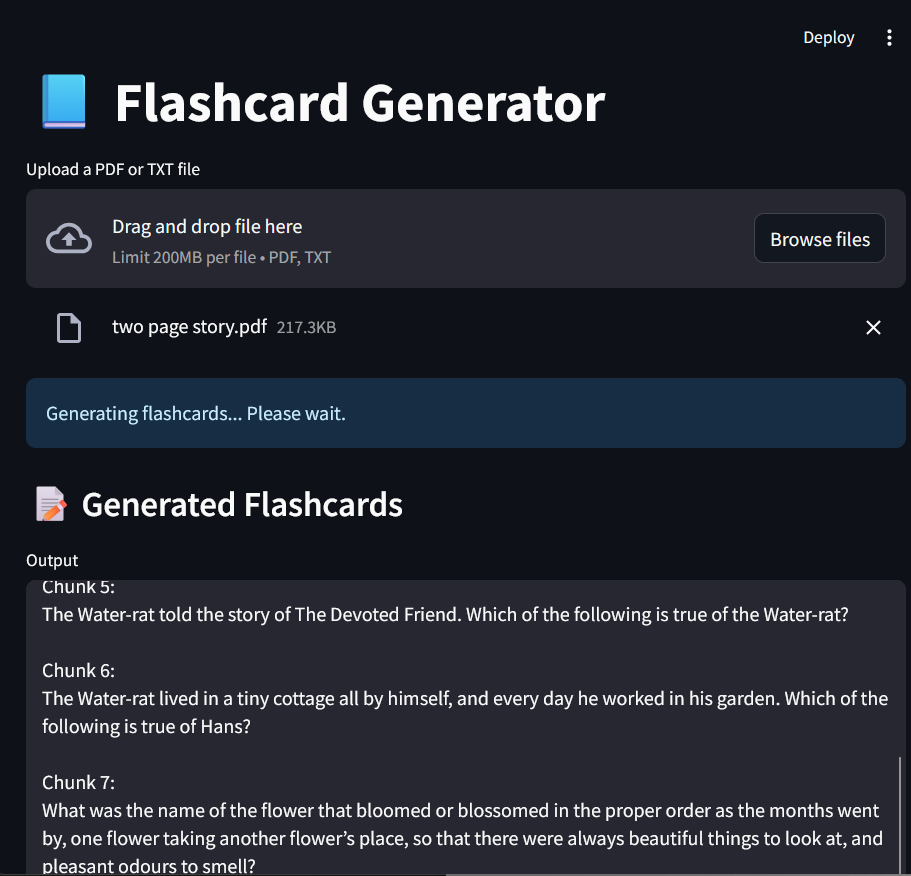 Deploy
Flashcard Generator
Upload a PDF or TXT file
Drag and drop file here
Limit 200MB per file • PDF, TXT
Browse files
two page story.pdf 217.3KB
Generating flashcards... Please wait.
Generated Flashcards
Output
Chunk 5:
The Water-rat told the story of The Devoted Friend. Which of the following is true of the Water-rat?
Chunk 6:
The Water-rat lived in a tiny cottage all by himself, and every day he worked in his garden. Which of the
following is true of Hans?
Chunk 7:
What was the name of the flower that bloomed or blossomed in the proper order as the months went
by, one flower taking another flower’s place, so that there were always beautiful things to look at, and
pleasant odours to smell?